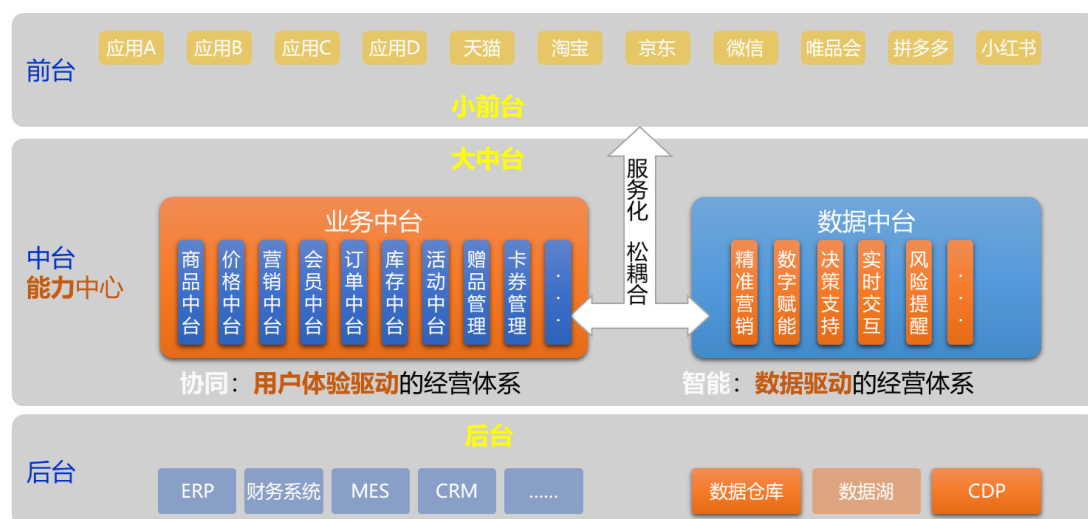 应用A 应用B 应用C 应用D 天猫 淘宝 京东 微信 唯品会 拼多多 小红书
前台
小前台
大中台
服务化 松耦合
业务中台
数据中台
中台
能力中心
商品中台
价格中台
营销中台
会员中台
订单中台
库存中台
活动中台
赠品管理
卡券管理
...
精准营销
数字赋能
决策支持
实时交互
风险提醒
...
协同：用户体验驱动的经营体系
智能：数据驱动的经营体系
后台
后台
ERP 财务系统 MES CRM ......
数据仓库 数据湖 CDP